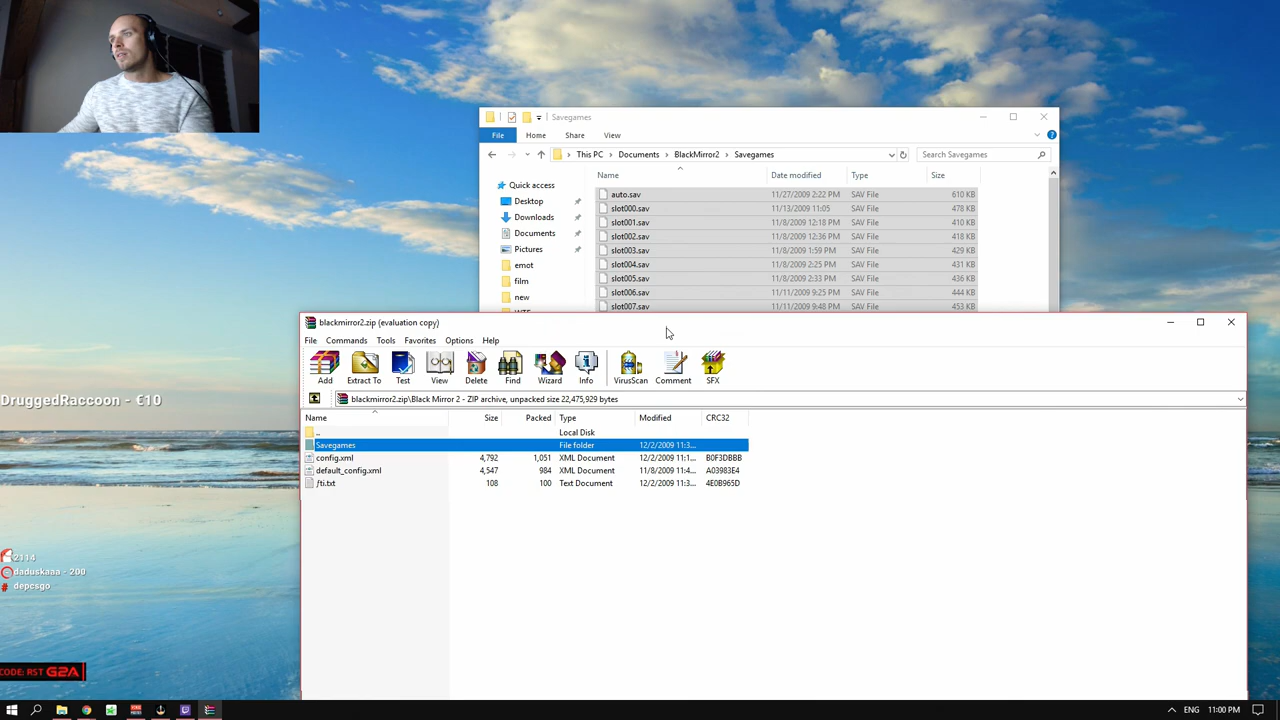 Savegames
File Home Share View
This PC > Documents > BlackMirror2 > Savegames
Search Savegames
Name Date modified Type Size
Quick access
Desktop
Downloads
Documents
Pictures
emot
film
new
auto.sav 11/27/2009 2:22 PM SAV File 610 KB
slot000.sav 11/13/2009 11:05 SAV File 478 KB
slot001.sav 11/8/2009 12:18 PM SAV File 410 KB
slot002.sav 11/8/2009 12:36 PM SAV File 418 KB
slot003.sav 11/8/2009 1:59 PM SAV File 429 KB
slot004.sav 11/8/2009 2:25 PM SAV File 431 KB
slot005.sav 11/8/2009 2:33 PM SAV File 436 KB
slot006.sav 11/11/2009 9:25 PM SAV File 444 KB
slot007.sav 11/11/2009 9:48 PM SAV File 453 KB
blackmirror2.zip (evaluation copy)
File Commands Tools Favorites Options Help
Add Extract To Test View Delete Find Wizard Info VirusScan Comment SFX
blackmirror2.zip\Black Mirror 2 - ZIP archive, unpacked size 22,475,929 bytes
Name Size Packed Type Modified CRC32
.. Local Disk
Savegames File folder 12/2/2009 11:3...
config.xml 4,792 1,051 XML Document 12/2/2009 11:1... B0F3DBBB
default_config.xml 4,547 984 XML Document 11/8/2009 11:4... A03983E4
fti.txt 108 100 Text Document 12/2/2009 11:3... 4E0B965D
DruggedRaccoon - €10
2114
daduskaaa - 200
depcsgo
CODE: RST G2A
ENG 11:00 PM